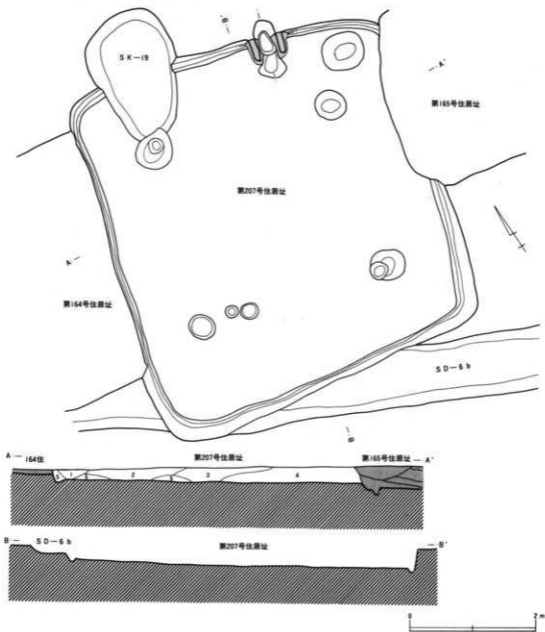 B'
SK-19
A'
第165号住居址
第207号住居址
A
第164号住居址
SD-6b
B
A 164住 第207号住居址 第165号住居址 A'
1 2 3 4
B SD-6b 第207号住居址 B'
0 2m